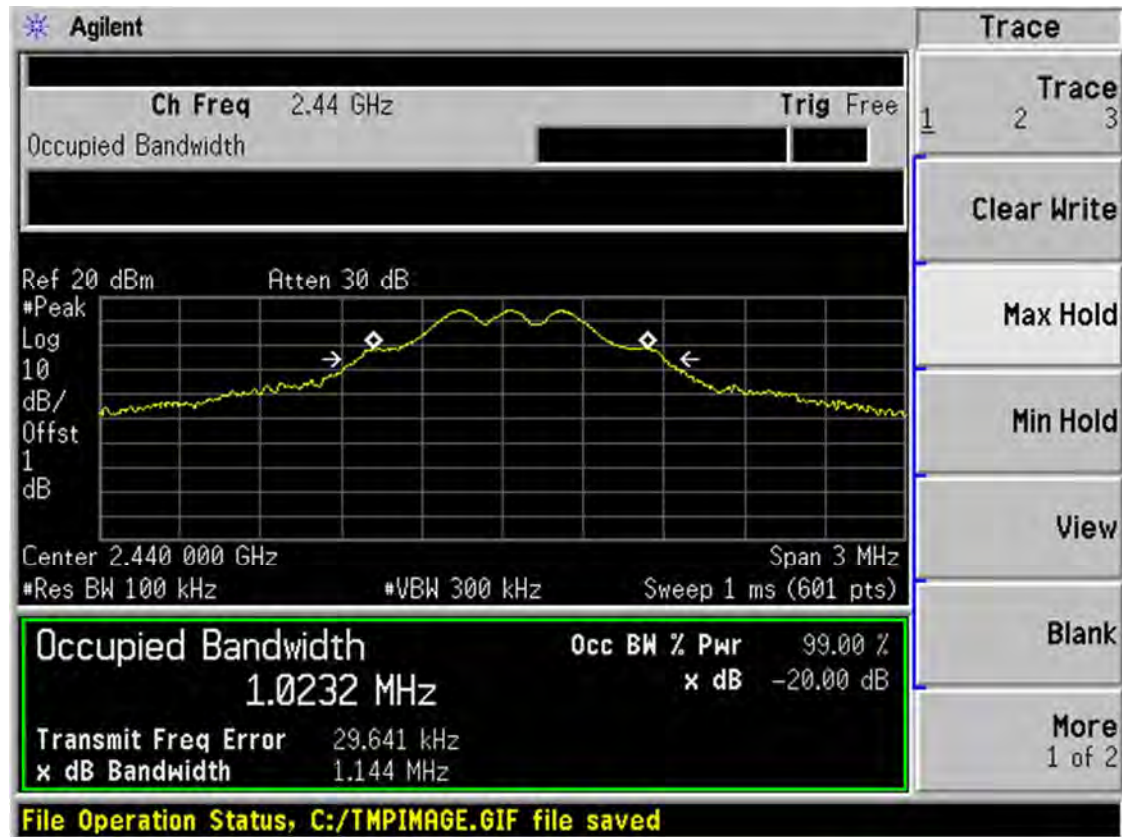 Agilent
Trace
Ch Freq 2.44 GHz Trig Free
Occupied Bandwidth
Trace
1 2 3
Clear Write
Max Hold
Min Hold
View
Blank
More
1 of 2
Ref 20 dBm Atten 30 dB
#Peak
Log
10
dB/
Offst
1
dB
Center 2.440 000 GHz Span 3 MHz
#Res BW 100 kHz #VBW 300 kHz Sweep 1 ms (601 pts)
Occupied Bandwidth
1.0232 MHz
Occ BW % Pwr 99.00 %
x dB -20.00 dB
Transmit Freq Error 29.641 kHz
x dB Bandwidth 1.144 MHz
File Operation Status, C:/TMPIMAGE.GIF file saved